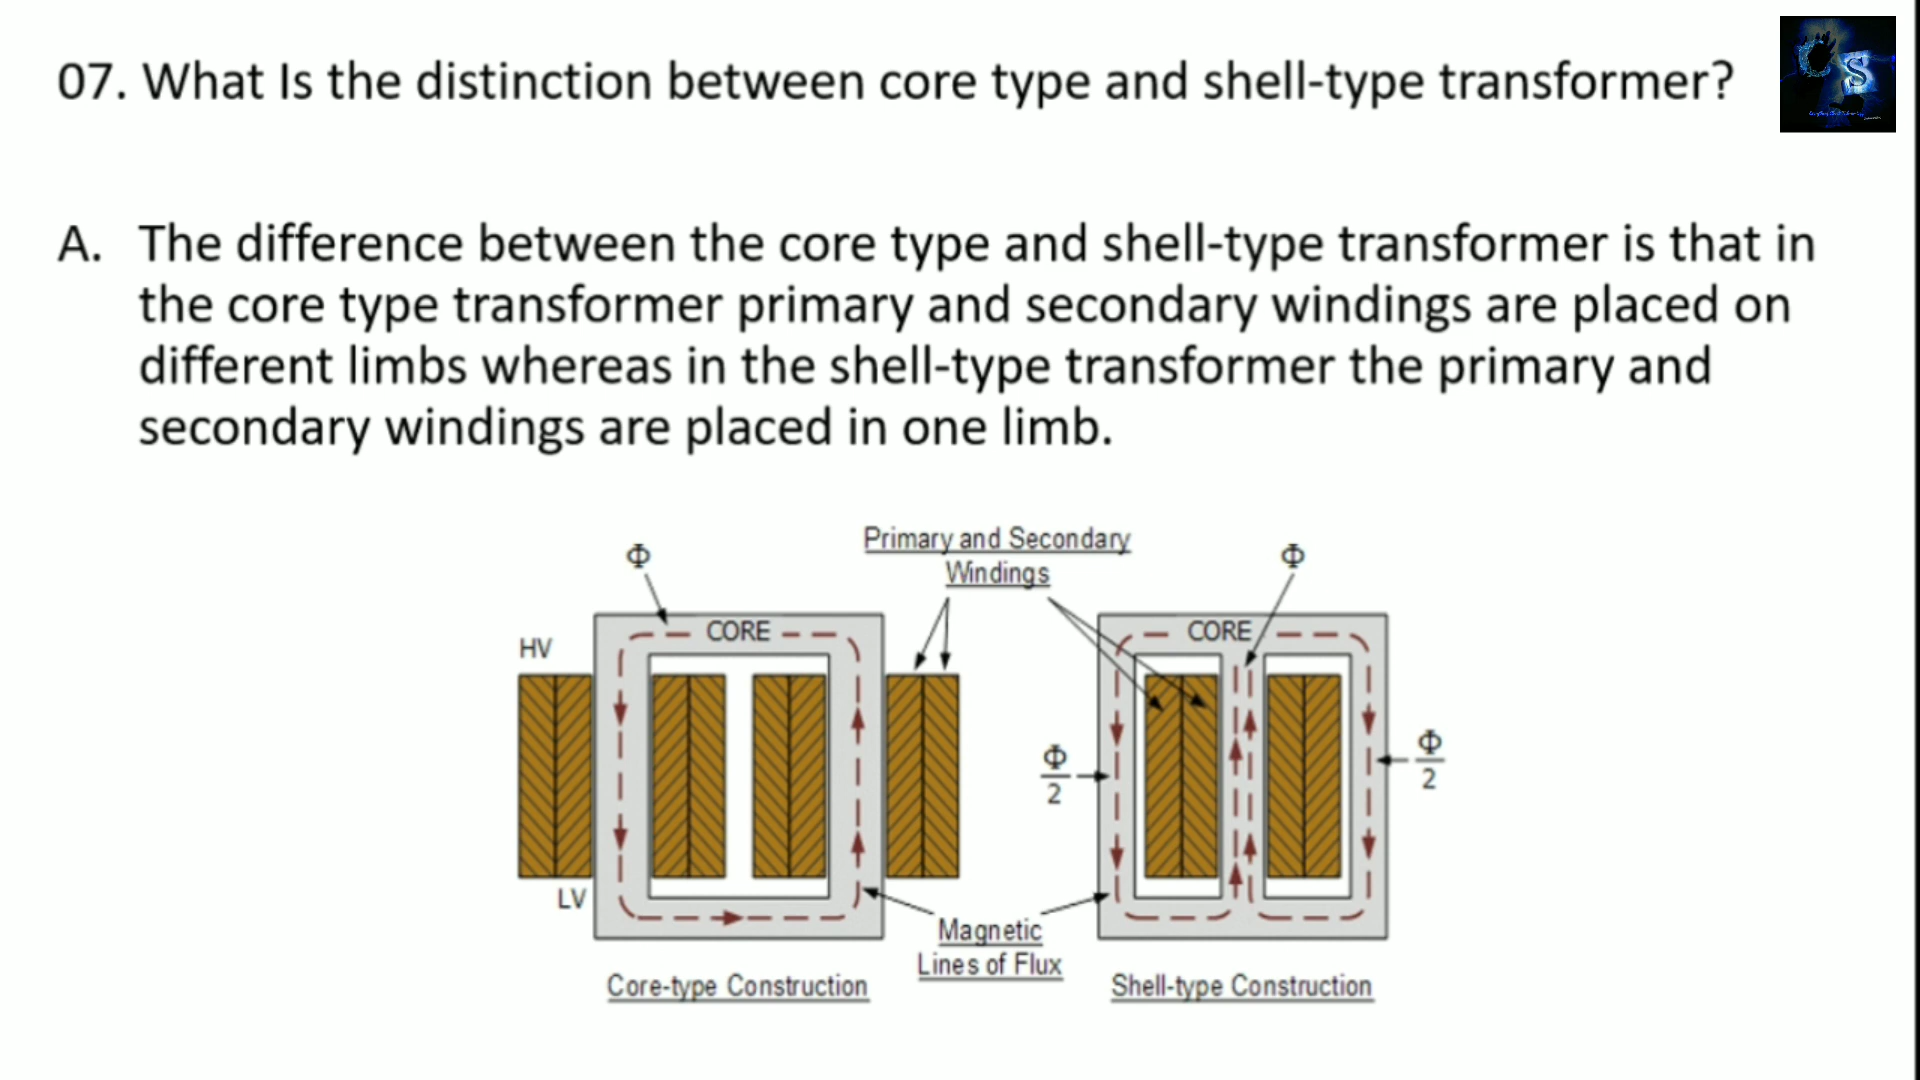 07. What Is the distinction between core type and shell-type transformer?
A. The difference between the core type and shell-type transformer is that in
the core type transformer primary and secondary windings are placed on
different limbs whereas in the shell-type transformer the primary and
secondary windings are placed in one limb.
Primary and Secondary
Windings
Φ
Φ
HV
CORE
CORE
Φ
2
Φ
2
LV
Magnetic
Lines of Flux
Core-type Construction
Shell-type Construction